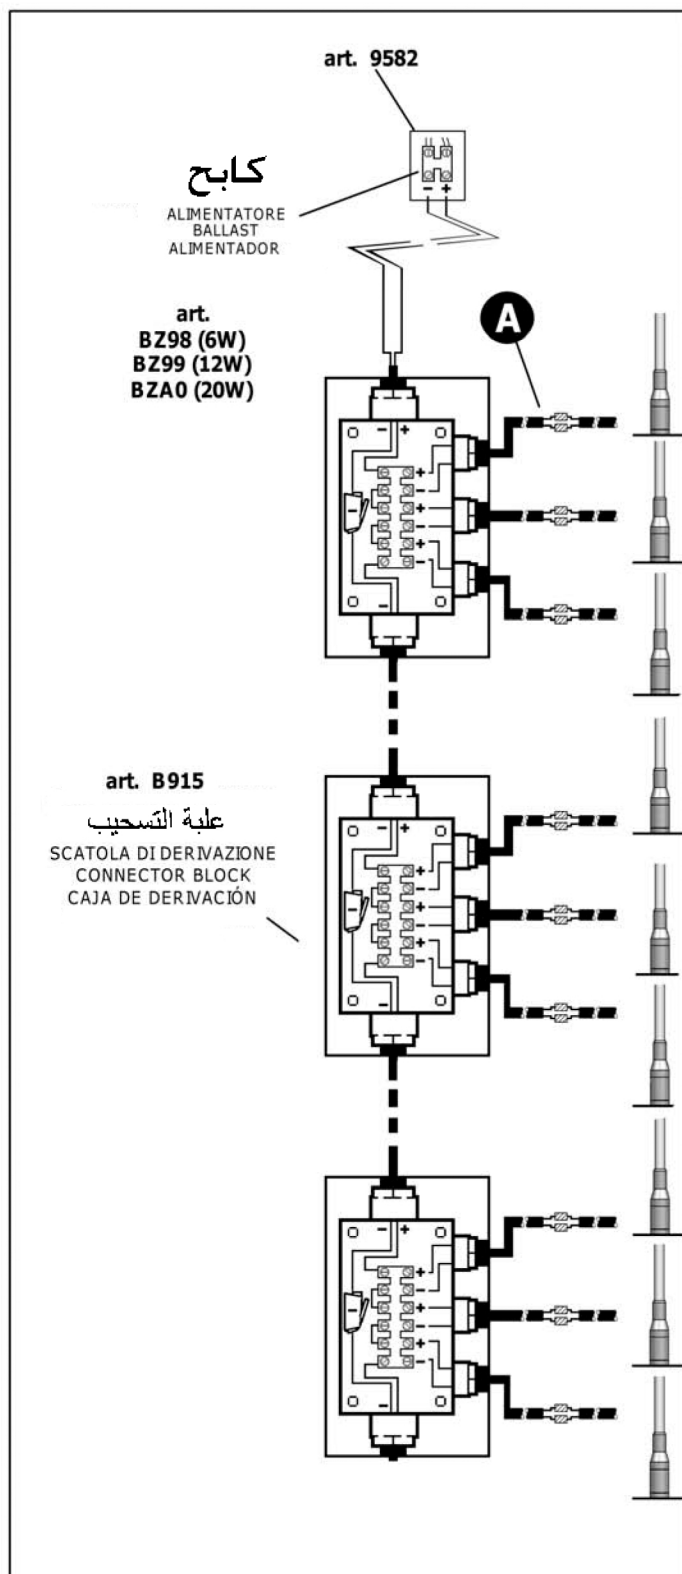 art. 9582
كابح
ALIMENTATORE
BALLAST
ALIMENTADOR
- +
art.
BZ98 (6W)
BZ99 (12W)
BZA0 (20W)
A
- +
+
-
+
-
-
+
-
-
art. B915
علبة التسحيب
SCATOLA DI DERIVAZIONE
CONNECTOR BLOCK
CAJA DE DERIVACIÓN
- +
+
-
+
-
-
+
-
-
- +
+
-
+
-
-
+
-
-